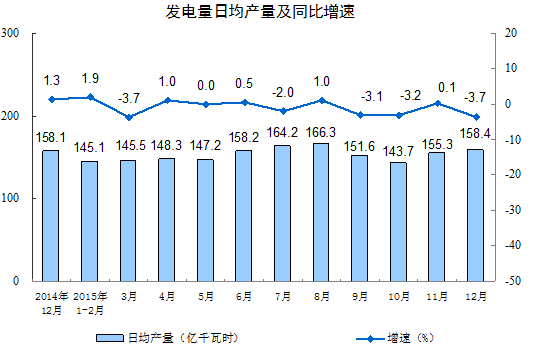 发电量日均产量及同比增速
300
200
100
0
20
10
0
-10
-20
-30
-40
-50
1.3
1.9
-3.7
1.0
0.0
0.5
-2.0
1.0
-3.1
-3.2
0.1
-3.7
158.1
145.1
145.5
148.3
147.2
158.2
164.2
166.3
151.6
143.7
155.3
158.4
2014年
12月
2015年
1-2月
3月
4月
5月
6月
7月
8月
9月
10月
11月
12月
日均产量（亿千瓦时）
增速（%）